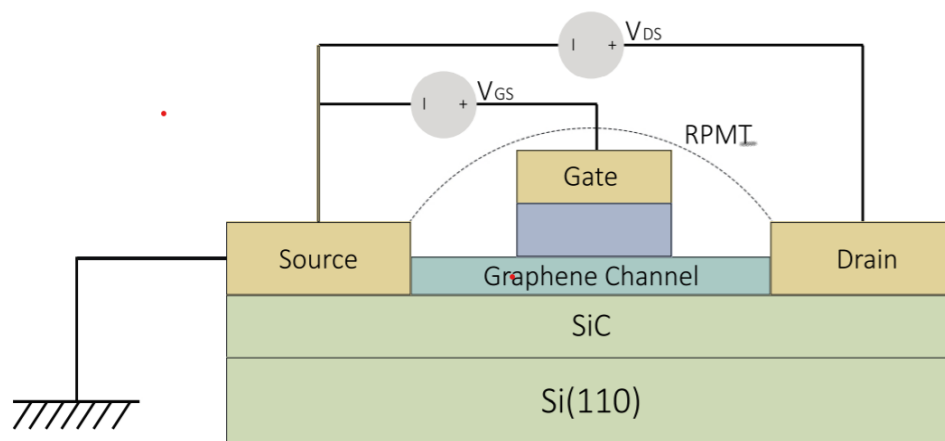 VDS
I +
VGS
I +
RPMT
Gate
Source
Drain
Graphene Channel
SiC
Si(110)